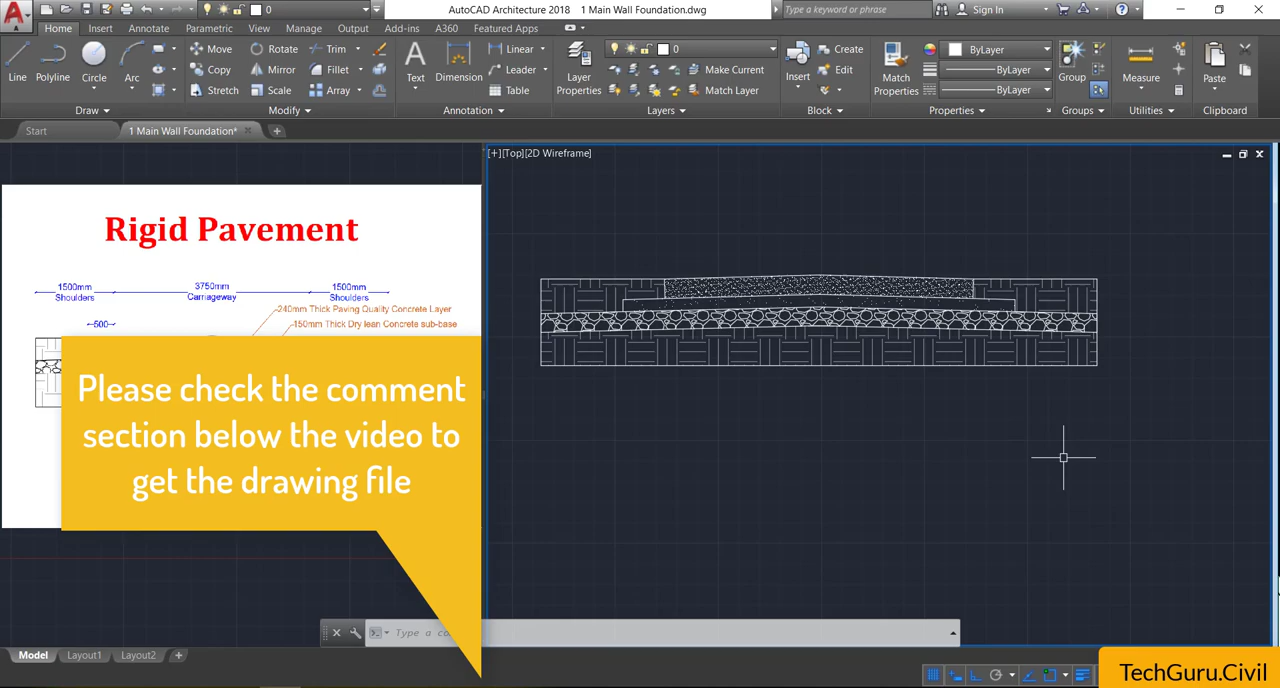 0
AutoCAD Architecture 2018 1 Main Wall Foundation.dwg
Type a keyword or phrase
Sign In
Home Insert Annotate Parametric View Manage Output Add-ins A360 Featured Apps
Line
Polyline
Circle
Arc
Move
Rotate
Trim
Copy
Mirror
Fillet
Stretch
Scale
Array
Text
Dimension
Linear
Leader
Table
Layer
Properties
0
Make Current
Match Layer
Insert
Create
Edit
Match
Properties
ByLayer
ByLayer
ByLayer
Group
Measure
Paste
Draw
Modify
Annotation
Layers
Block
Properties
Groups
Utilities
Clipboard
Start
1 Main Wall Foundation*
[+][Top][2D Wireframe]
Rigid Pavement
1500mm
Shoulders
3750mm
Carriageway
1500mm
Shoulders
240mm Thick Paving Quality Concrete Layer
500
150mm Thick Dry lean Concrete sub-base
Please check the comment
section below the video to
get the drawing file
Type a co
Model Layout1 Layout2
TechGuru.Civil